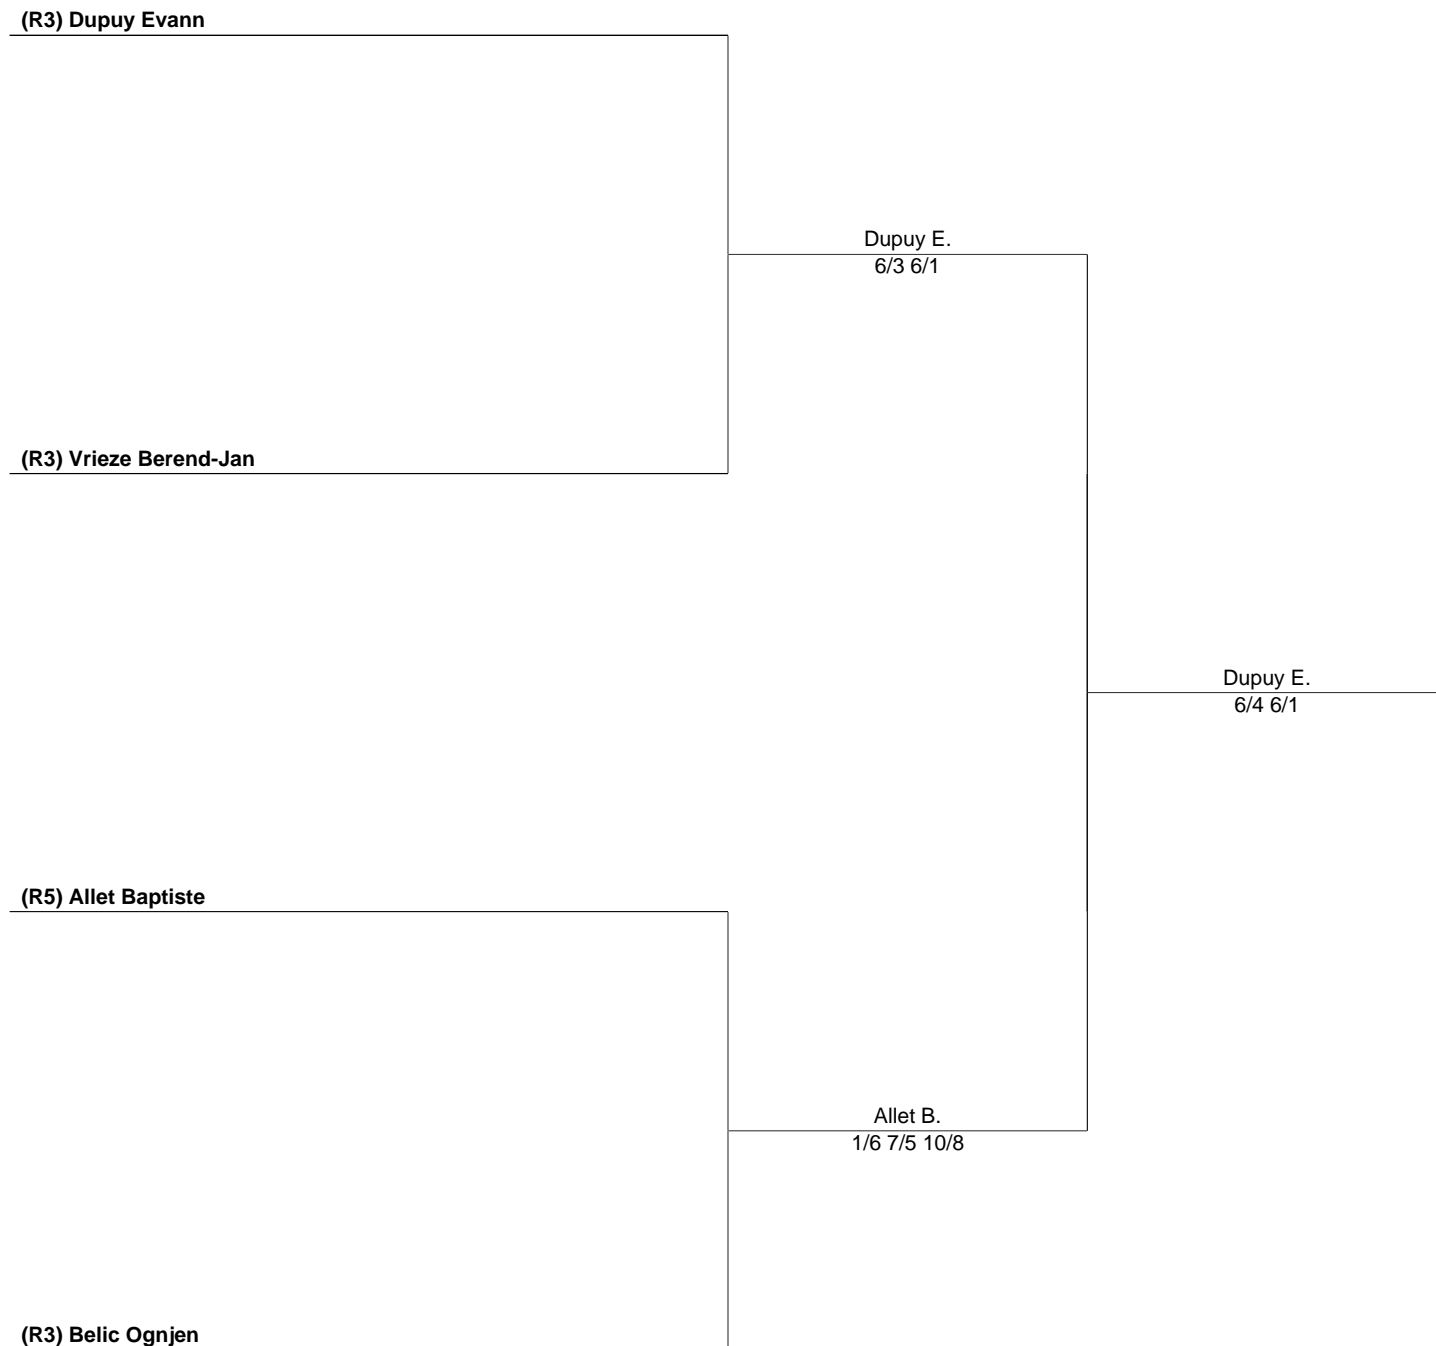 (R3) Dupuy Evann
Dupuy E.
6/3 6/1
(R3) Vrieze Berend-Jan
Dupuy E.
6/4 6/1
(R5) Allet Baptiste
Allet B.
1/6 7/5 10/8
(R3) Belic Ognjen